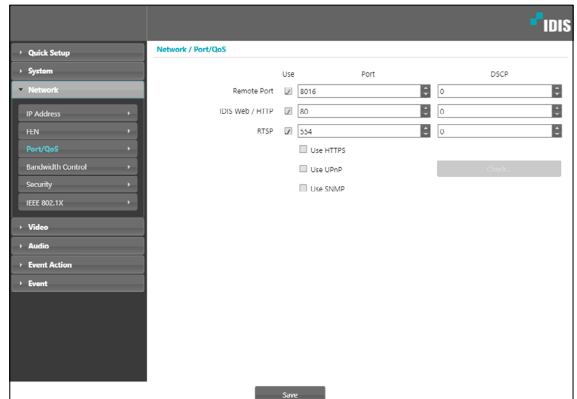 IDIS
Quick Setup
System
Network
IP Address
FEN
Port/QoS
Bandwidth Control
Security
IEEE 802.1X
Video
Audio
Event Action
Event
Network / Port/QoS
Use Port DSCP
Remote Port 8016 0
IDIS Web / HTTP 80 0
RTSP 554 0
Use HTTPS
Use UPnP Check...
Use SNMP
Save